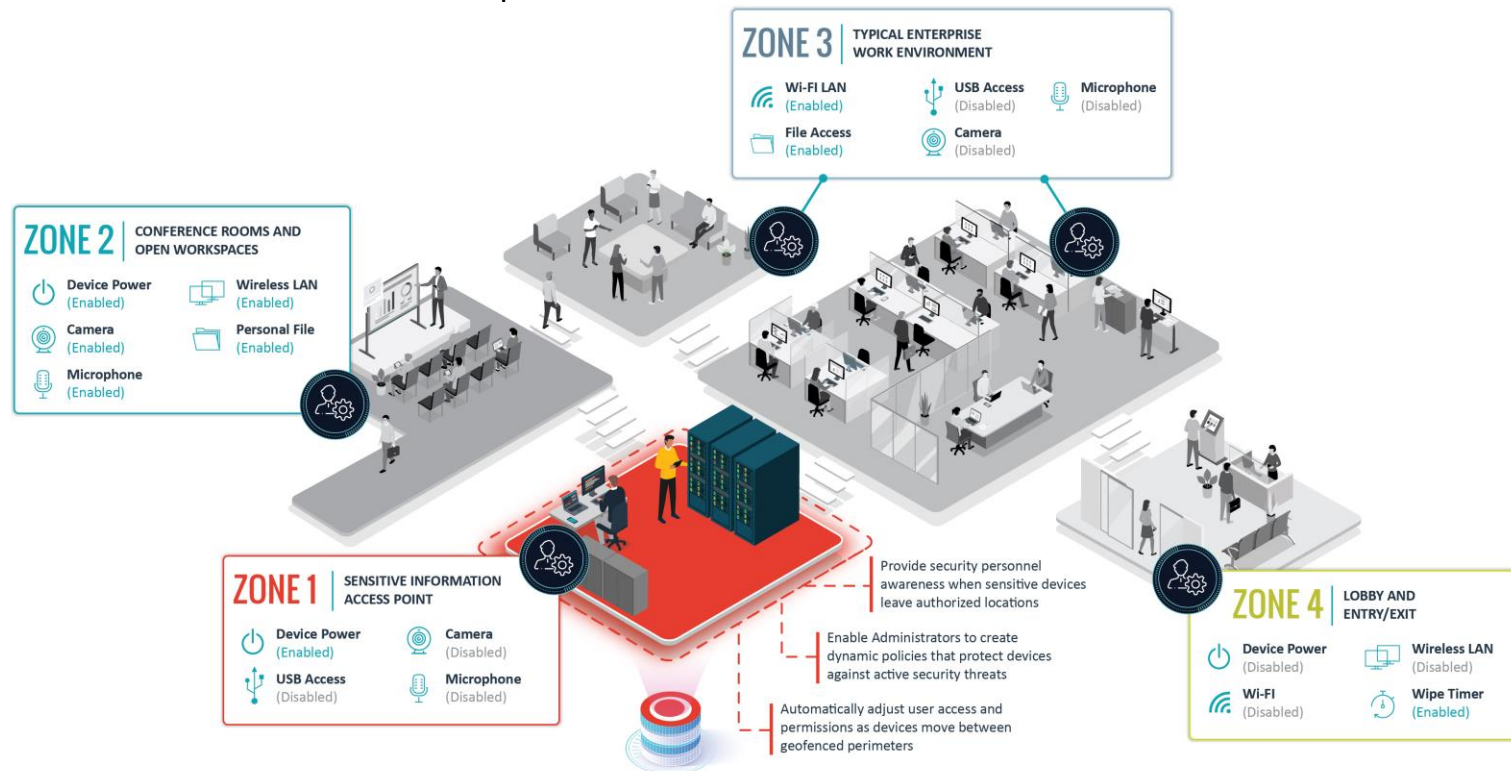 ZONE 3
TYPICAL ENTERPRISE
WORK ENVIRONMENT
Wi-FI LAN
(Enabled)
USB Access
(Disabled)
Microphone
(Disabled)
File Access
(Enabled)
Camera
(Disabled)
ZONE 2
CONFERENCE ROOMS AND
OPEN WORKSPACES
Device Power
(Enabled)
Wireless LAN
(Enabled)
Camera
(Enabled)
Personal File
(Enabled)
Microphone
(Enabled)
ZONE 1
SENSITIVE INFORMATION
ACCESS POINT
Device Power
(Enabled)
Camera
(Disabled)
USB Access
(Disabled)
Microphone
(Disabled)
Provide security personnel
awareness when sensitive devices
leave authorized locations
Enable Administrators to create
dynamic policies that protect devices
against active security threats
Automatically adjust user access and
permissions as devices move between
geofenced perimeters
ZONE 4
LOBBY AND
ENTRY/EXIT
Device Power
(Disabled)
Wireless LAN
(Disabled)
Wi-FI
(Disabled)
Wipe Timer
(Enabled)